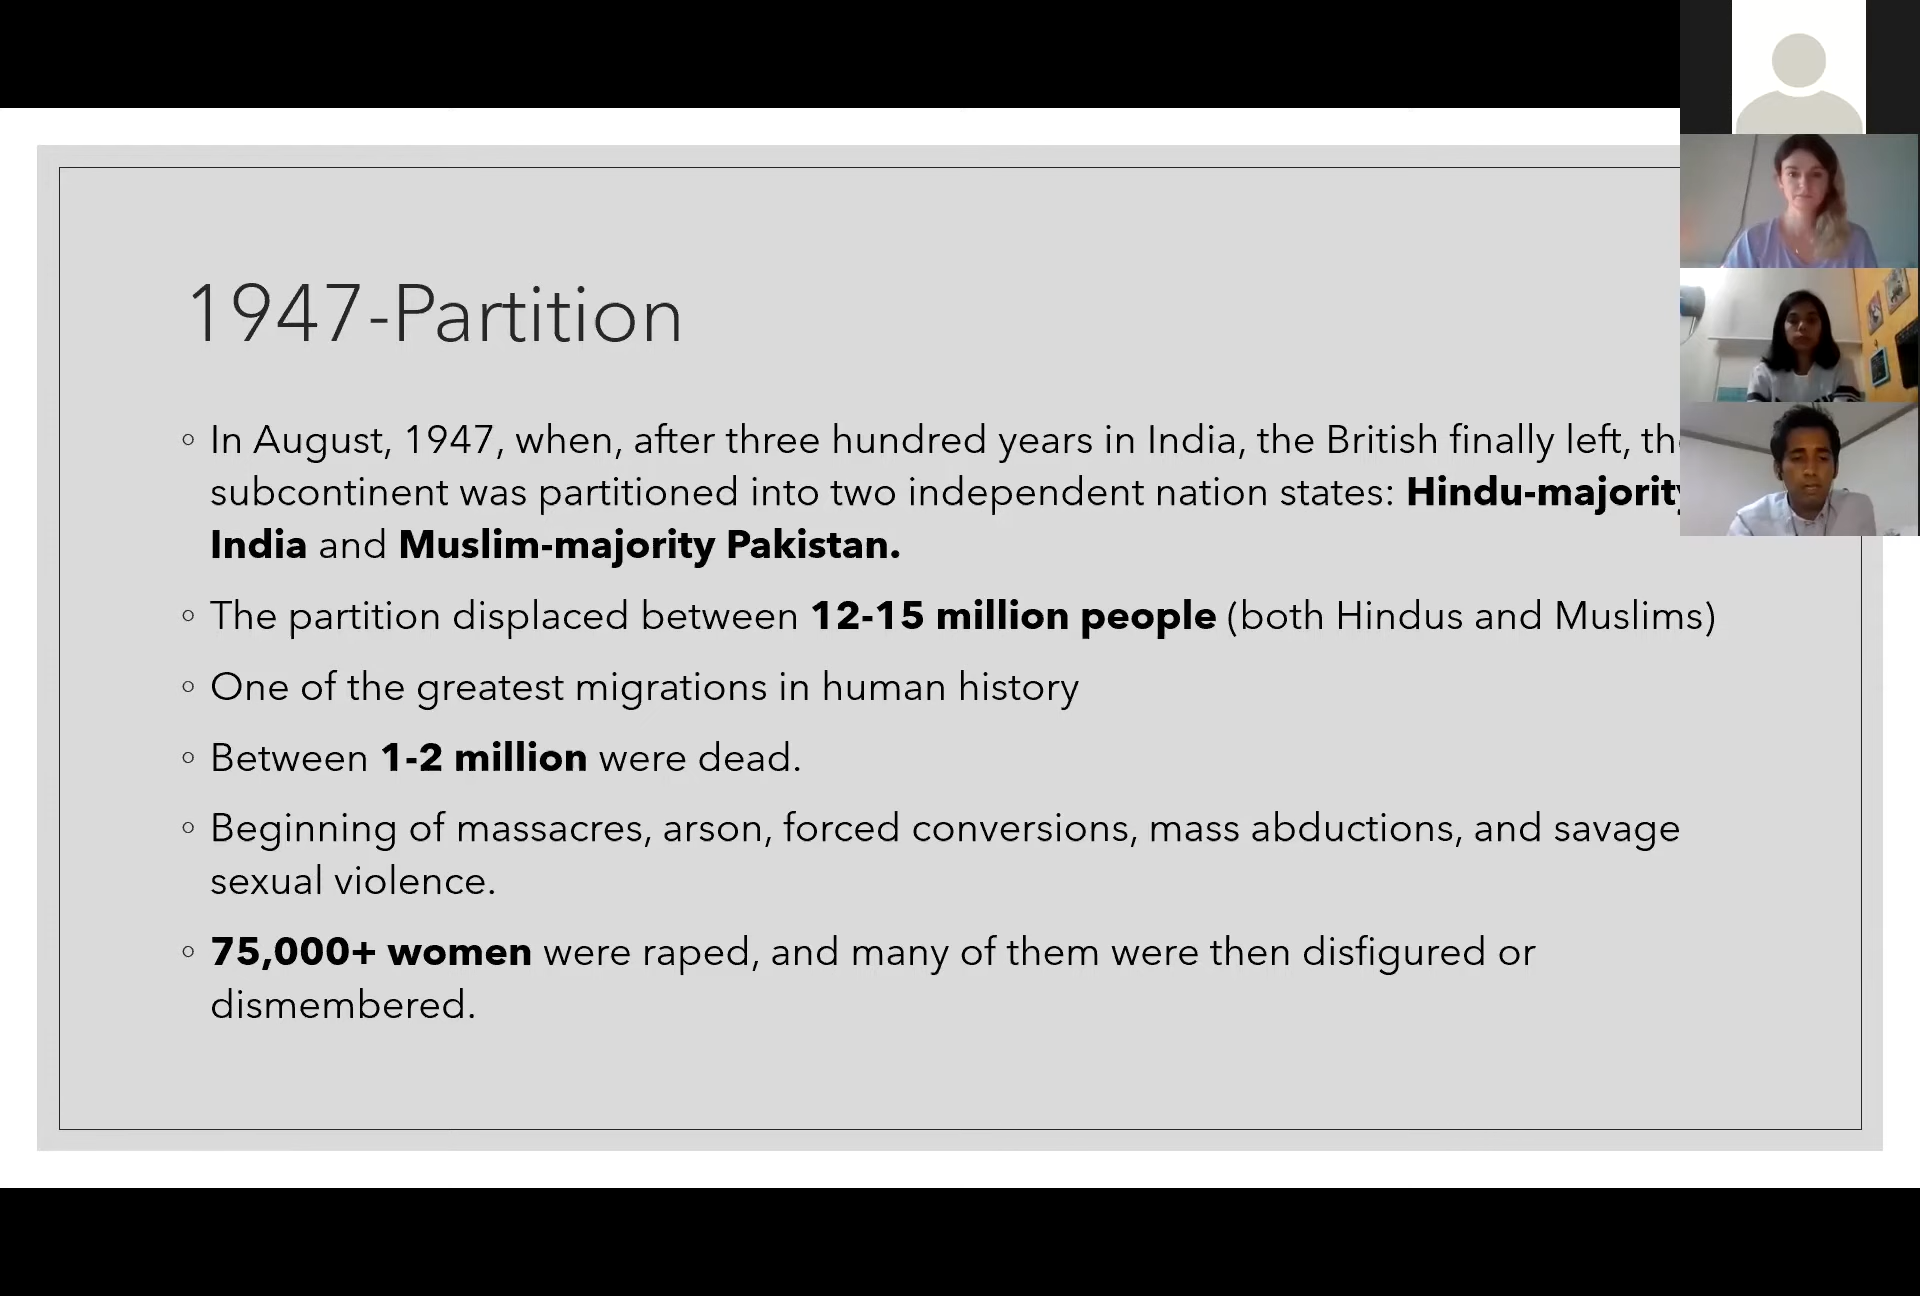 1947-Partition
◦ In August, 1947, when, after three hundred years in India, the British finally left,
subcontinent was partitioned into two independent nation states: Hindu-majority
India and Muslim-majority Pakistan.
◦ The partition displaced between 12-15 million people (both Hindus and Muslims)
◦ One of the greatest migrations in human history
◦ Between 1-2 million were dead.
◦ Beginning of massacres, arson, forced conversions, mass abductions, and savage
sexual violence.
◦ 75,000+ women were raped, and many of them were then disfigured or
dismembered.